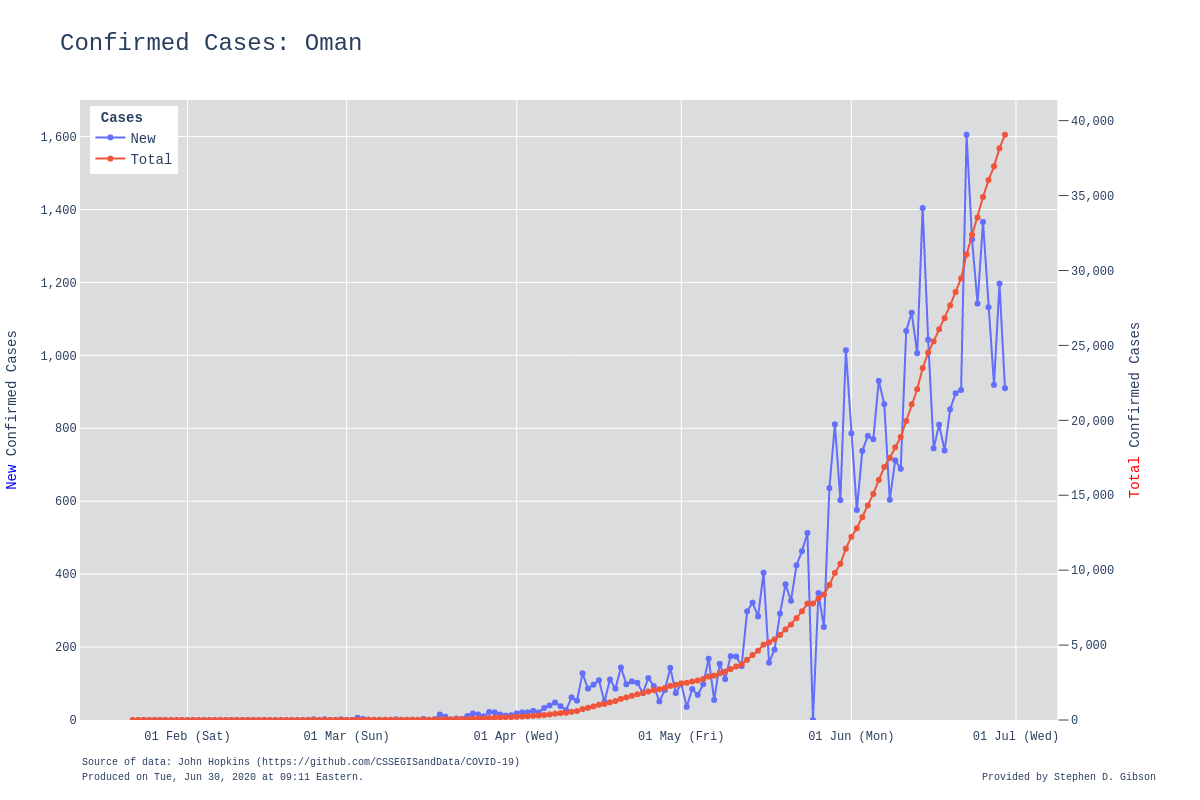 Confirmed Cases: Oman
Cases
New
Total
1,600
1,400
1,200
1,000
800
600
400
200
0
New Confirmed Cases
40,000
35,000
30,000
25,000
20,000
15,000
10,000
5,000
0
Total Confirmed Cases
01 Feb (Sat) 01 Mar (Sun) 01 Apr (Wed) 01 May (Fri) 01 Jun (Mon) 01 Jul (Wed)
Source of data: John Hopkins (https://github.com/CSSEGISandData/COVID-19)
Produced on Tue, Jun 30, 2020 at 09:11 Eastern.
Provided by Stephen D. Gibson